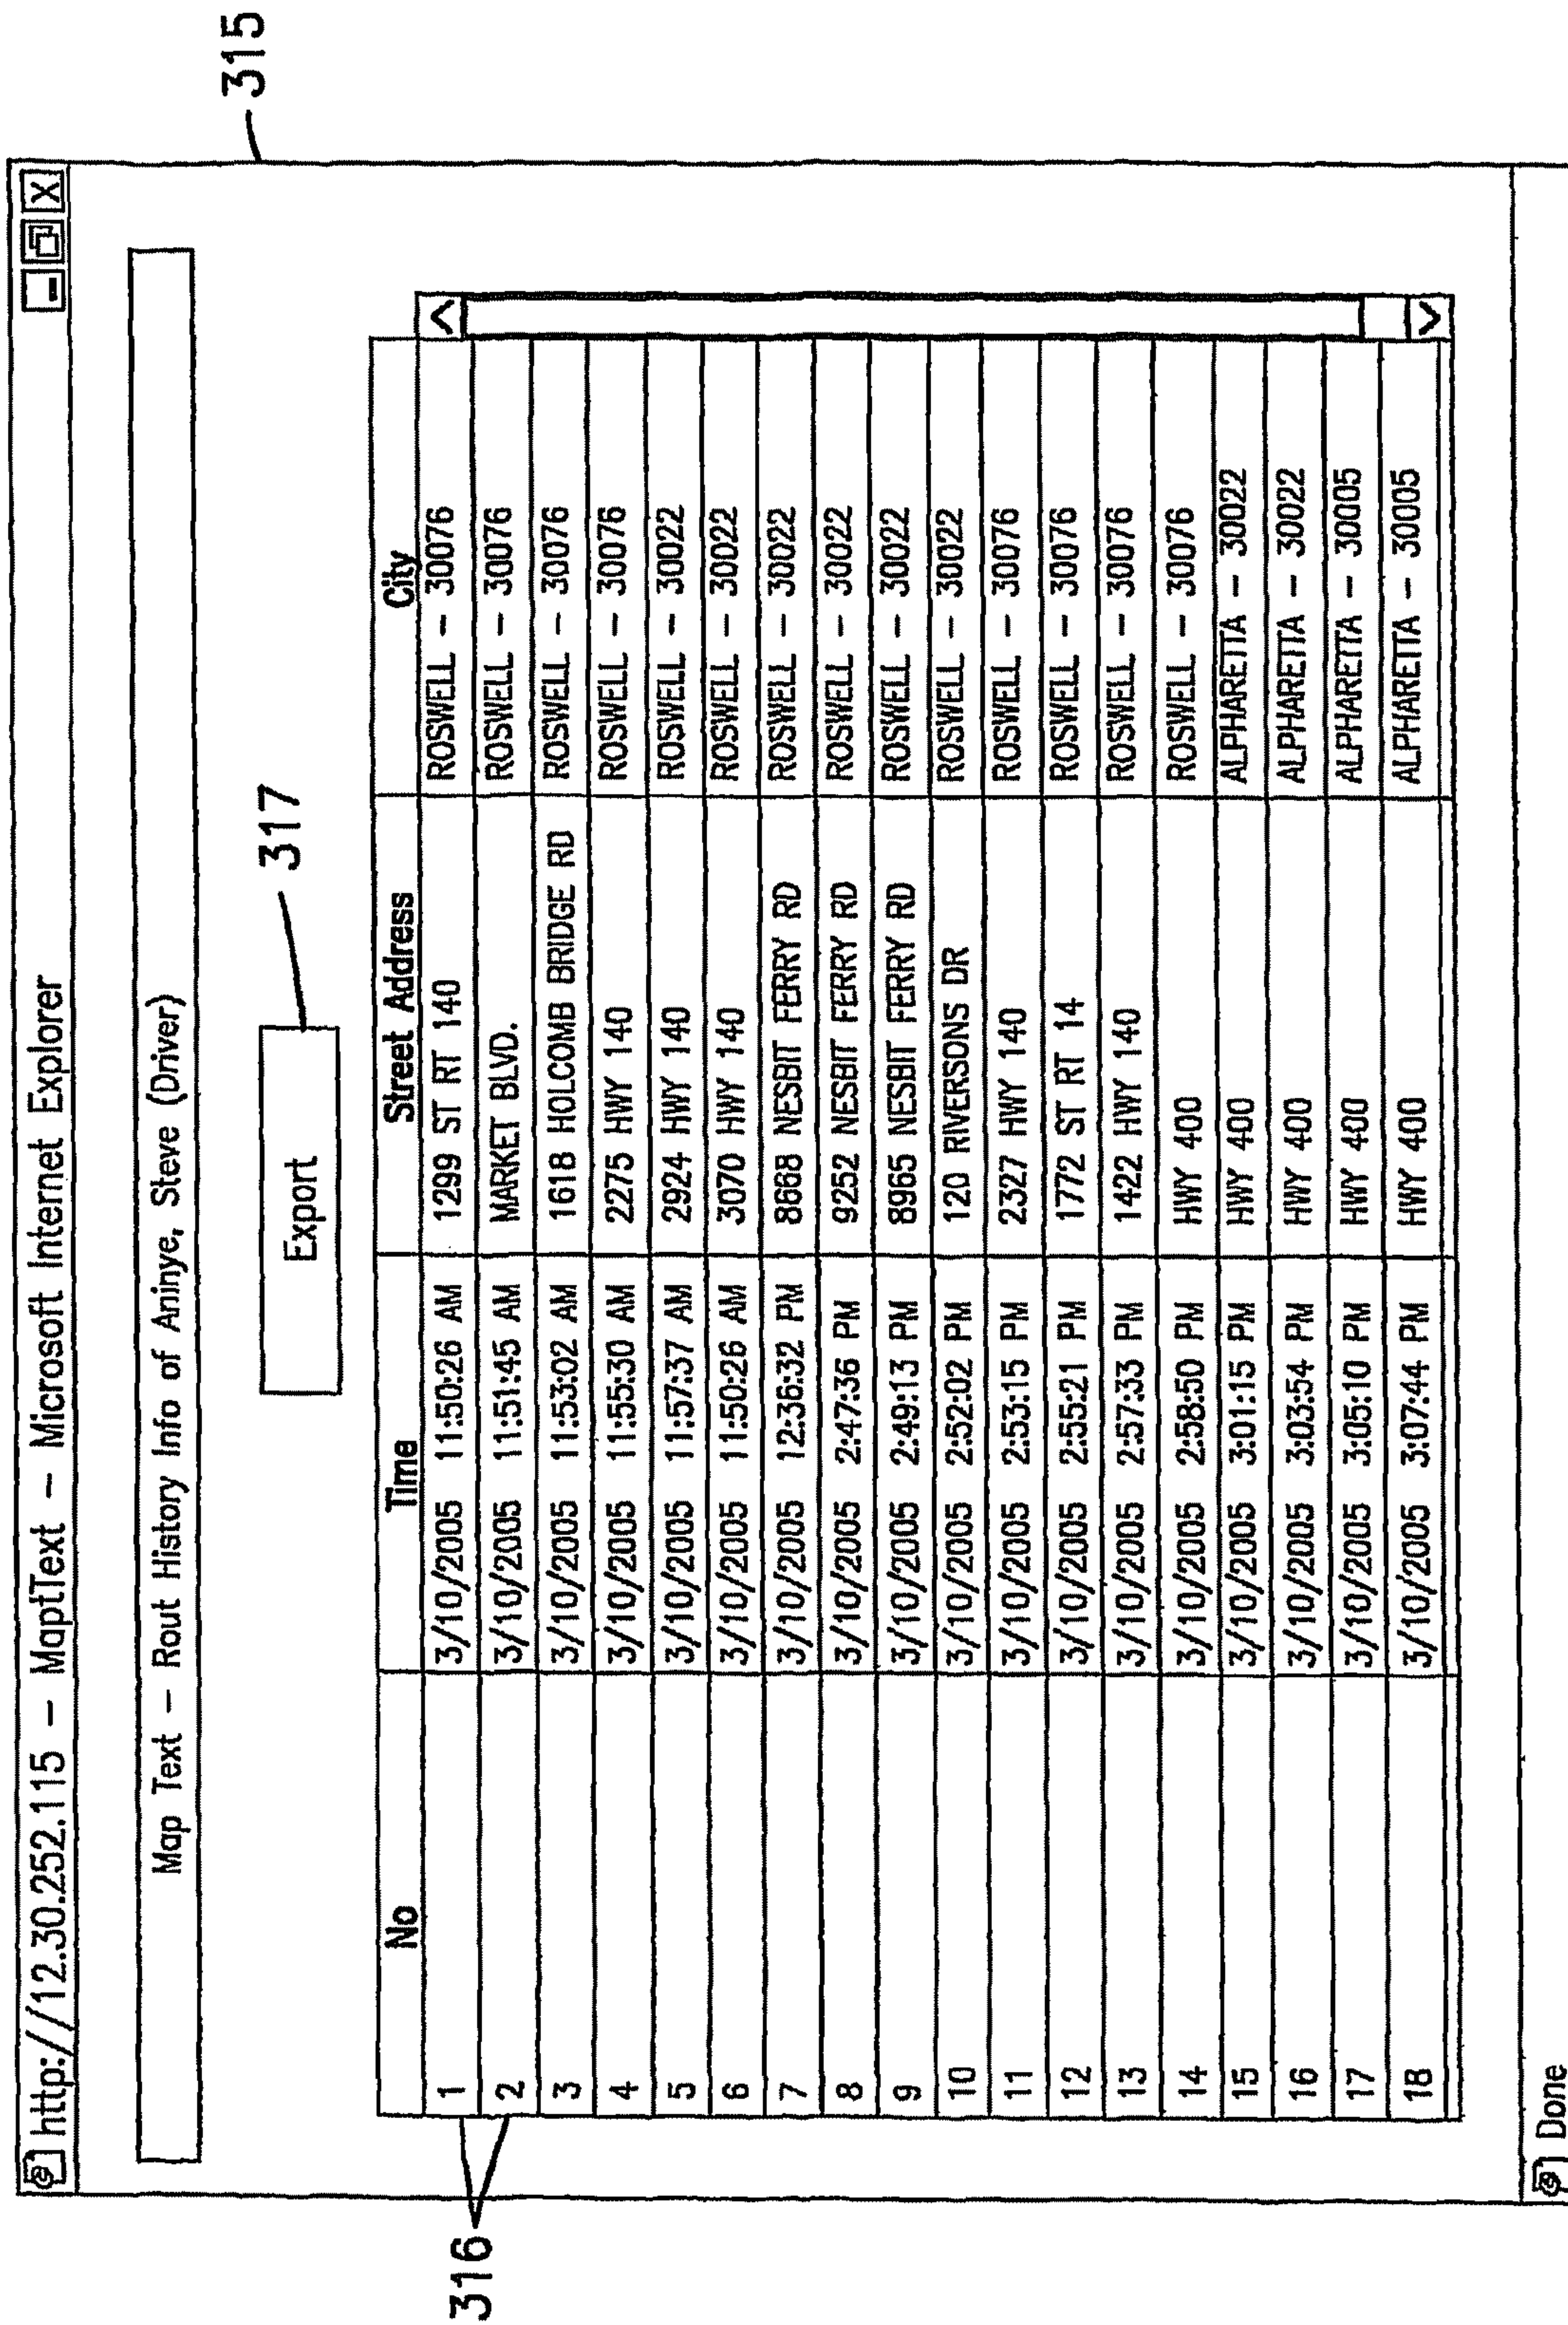 http://12.30.252.115 – MaptText – Microsoft Internet Explorer
315
Map Text – Rout History Info of Aninye, Steve (Driver)
Export
317
No Time Street Address City
316
1 3/10/2005 11:50:26 AM 1299 ST RT 140 ROSWELL – 30076
2 3/10/2005 11:51:45 AM MARKET BLVD. ROSWELL – 30076
3 3/10/2005 11:53:02 AM 1618 HOLCOMB BRIDGE RD ROSWELL – 30076
4 3/10/2005 11:55:30 AM 2275 HWY 140 ROSWELL – 30076
5 3/10/2005 11:57:37 AM 2924 HWY 140 ROSWELL – 30022
6 3/10/2005 11:50:26 AM 3070 HWY 140 ROSWELL – 30022
7 3/10/2005 12:36:32 PM 8668 NESBIT FERRY RD ROSWELL – 30022
8 3/10/2005 2:47:36 PM 9252 NESBIT FERRY RD ROSWELL – 30022
9 3/10/2005 2:49:13 PM 8965 NESBIT FERRY RD ROSWELL – 30022
10 3/10/2005 2:52:02 PM 120 RIVERSONS DR ROSWELL – 30022
11 3/10/2005 2:53:15 PM 2327 HWY 140 ROSWELL – 30076
12 3/10/2005 2:55:21 PM 1772 ST RT 14 ROSWELL – 30076
13 3/10/2005 2:57:33 PM 1422 HWY 140 ROSWELL – 30076
14 3/10/2005 2:58:50 PM HWY 400 ROSWELL – 30076
15 3/10/2005 3:01:15 PM HWY 400 ALPHARETTA – 30022
16 3/10/2005 3:03:54 PM HWY 400 ALPHARETTA – 30022
17 3/10/2005 3:05:10 PM HWY 400 ALPHARETTA – 30005
18 3/10/2005 3:07:44 PM HWY 400 ALPHARETTA – 30005
Done